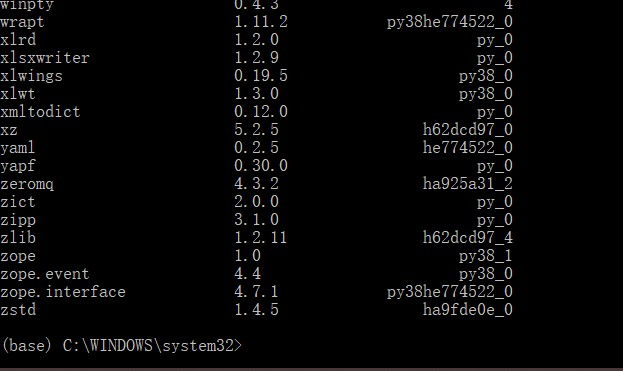 winpty 0.4.3 4
wrapt 1.11.2 py38he774522_0
xlrd 1.2.0 py_0
xlsxwriter 1.2.9 py_0
xlwings 0.19.5 py38_0
xlwt 1.3.0 py38_0
xmltodict 0.12.0 py_0
xz 5.2.5 h62dcd97_0
yaml 0.2.5 he774522_0
yapf 0.30.0 py_0
zeromq 4.3.2 ha925a31_2
zict 2.0.0 py_0
zipp 3.1.0 py_0
zlib 1.2.11 h62dcd97_4
zope 1.0 py38_1
zope.event 4.4 py38_0
zope.interface 4.7.1 py38he774522_0
zstd 1.4.5 ha9fde0e_0
(base) C:\WINDOWS\system32>